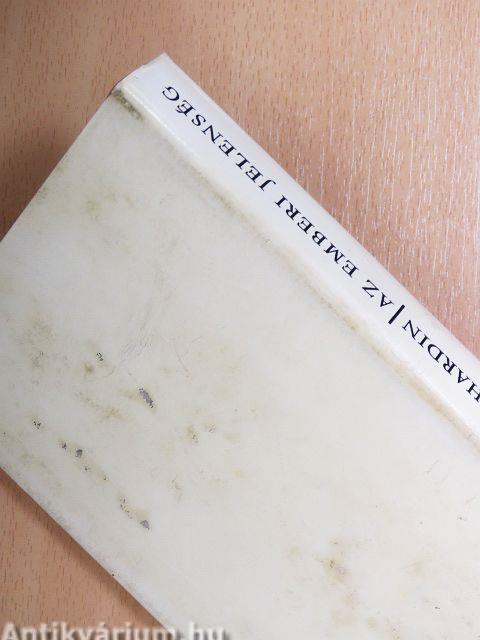 HARDIN | AZ EMBERI JELENSÉG
Antikvárium.hu